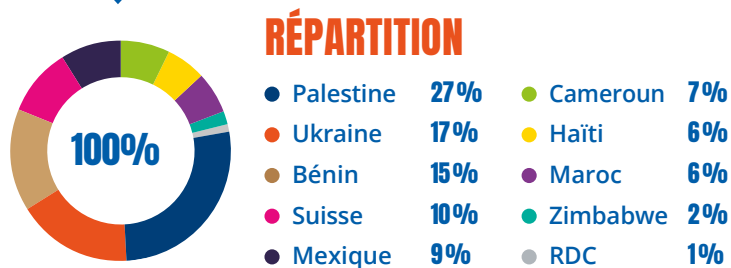 RÉPARTITION
100%
Palestine 27%
Ukraine 17%
Bénin 15%
Suisse 10%
Mexique 9%
Cameroun 7%
Haïti 6%
Maroc 6%
Zimbabwe 2%
RDC 1%